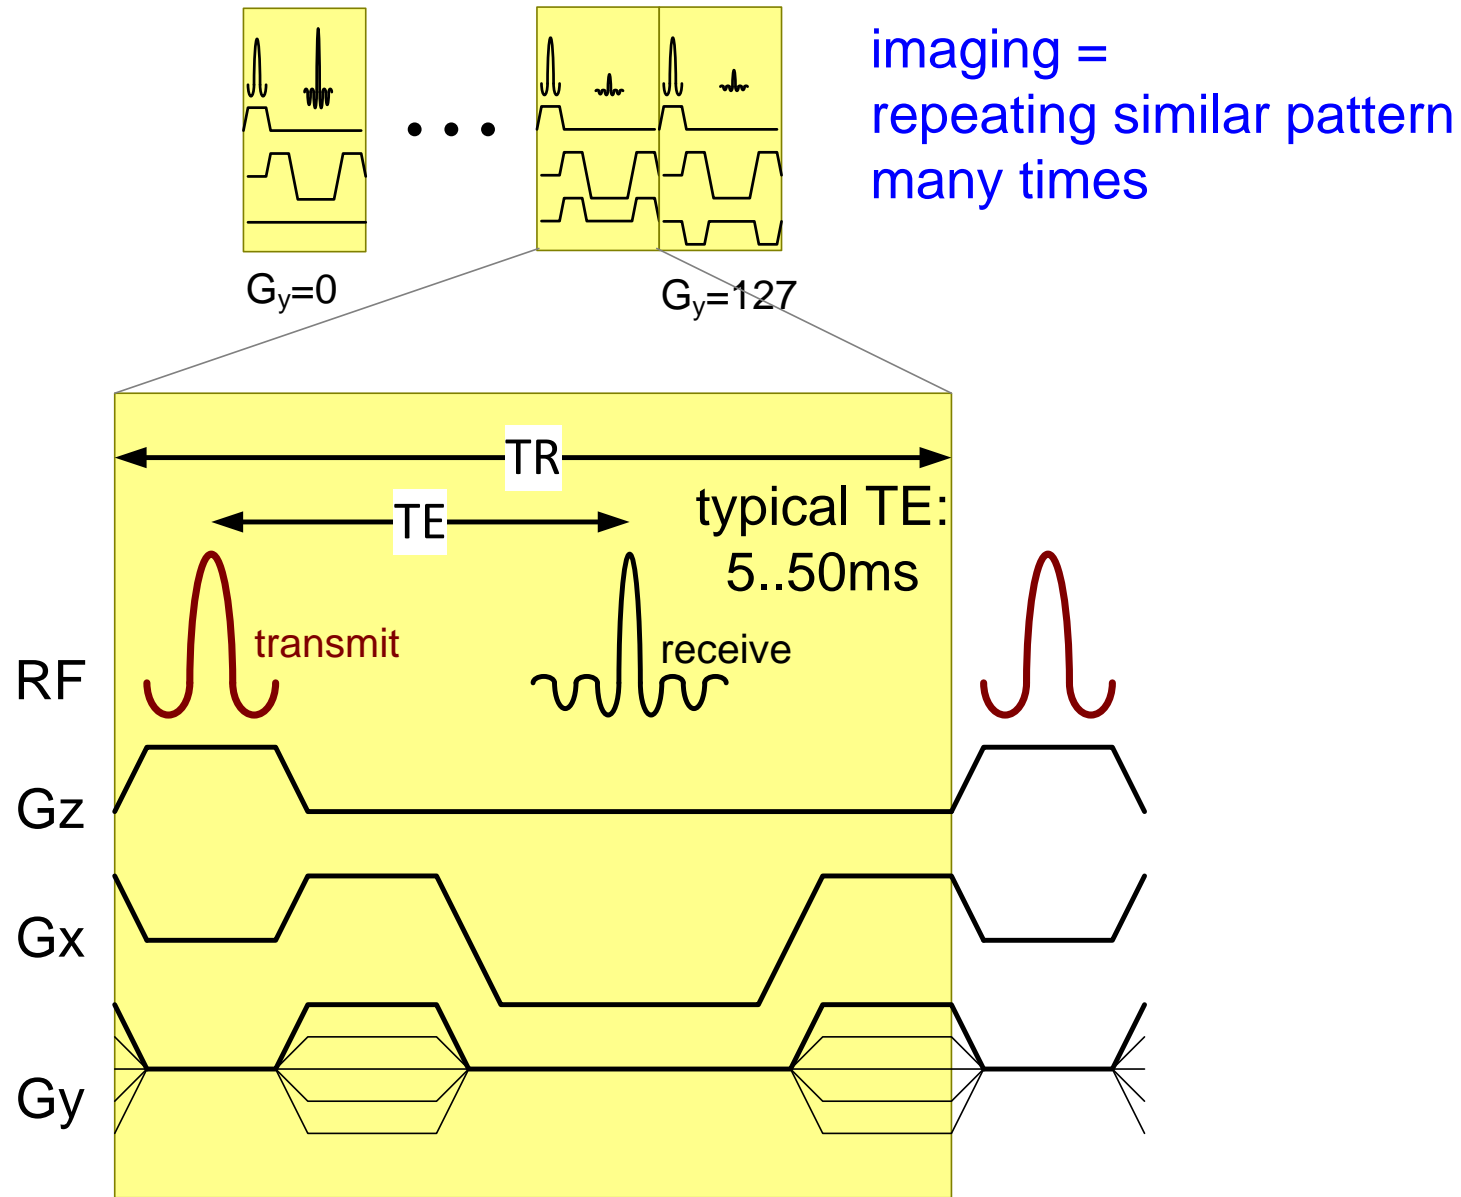 imaging =
repeating similar pattern
many times
Gy=0
Gy=127
TR
TE
typical TE:
5..50ms
transmit
receive
RF
Gz
Gx
Gy